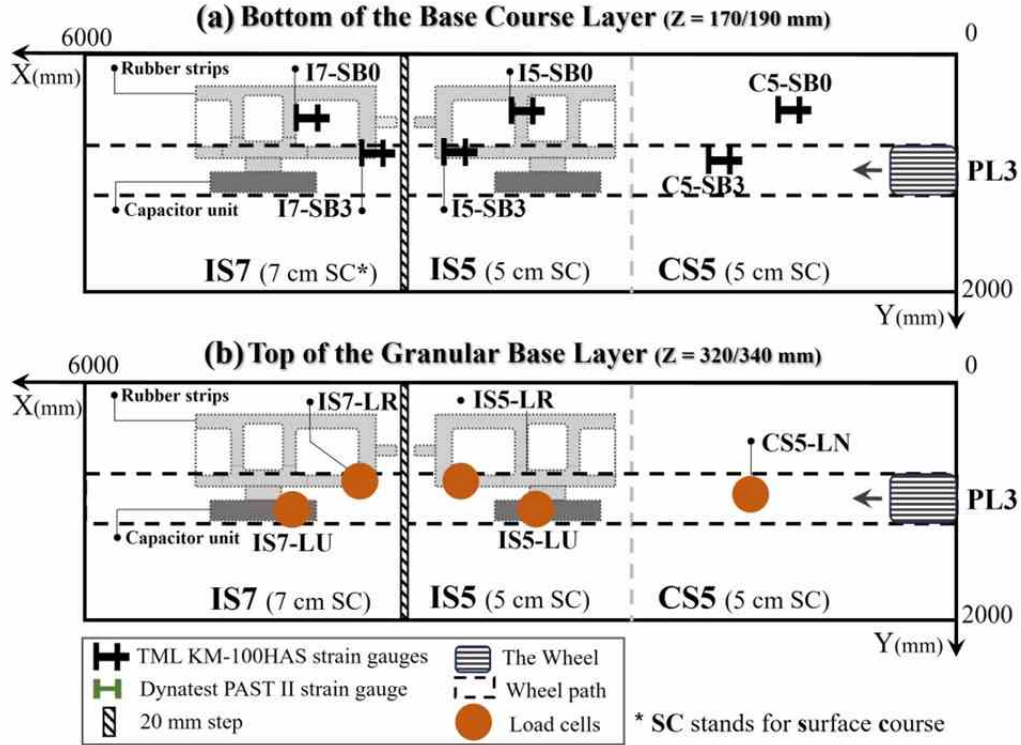 (a) Bottom of the Base Course Layer (Z = 170/190 mm)
6000
0
X(mm)
Rubber strips
I7-SB0
I5-SB0
C5-SB0
PL3
C5-SB3
Capacitor unit
I7-SB3
I5-SB3
IS7 (7 cm SC*)
IS5 (5 cm SC)
CS5 (5 cm SC)
2000
Y(mm)
(b) Top of the Granular Base Layer (Z = 320/340 mm)
6000
0
X(mm)
Rubber strips
IS7-LR
IS5-LR
CS5-LN
PL3
Capacitor unit
IS7-LU
IS5-LU
IS7 (7 cm SC)
IS5 (5 cm SC)
CS5 (5 cm SC)
2000
Y(mm)
TML KM-100HAS strain gauges
The Wheel
Dynatest PAST II strain gauge
Wheel path
20 mm step
Load cells
* SC stands for surface course